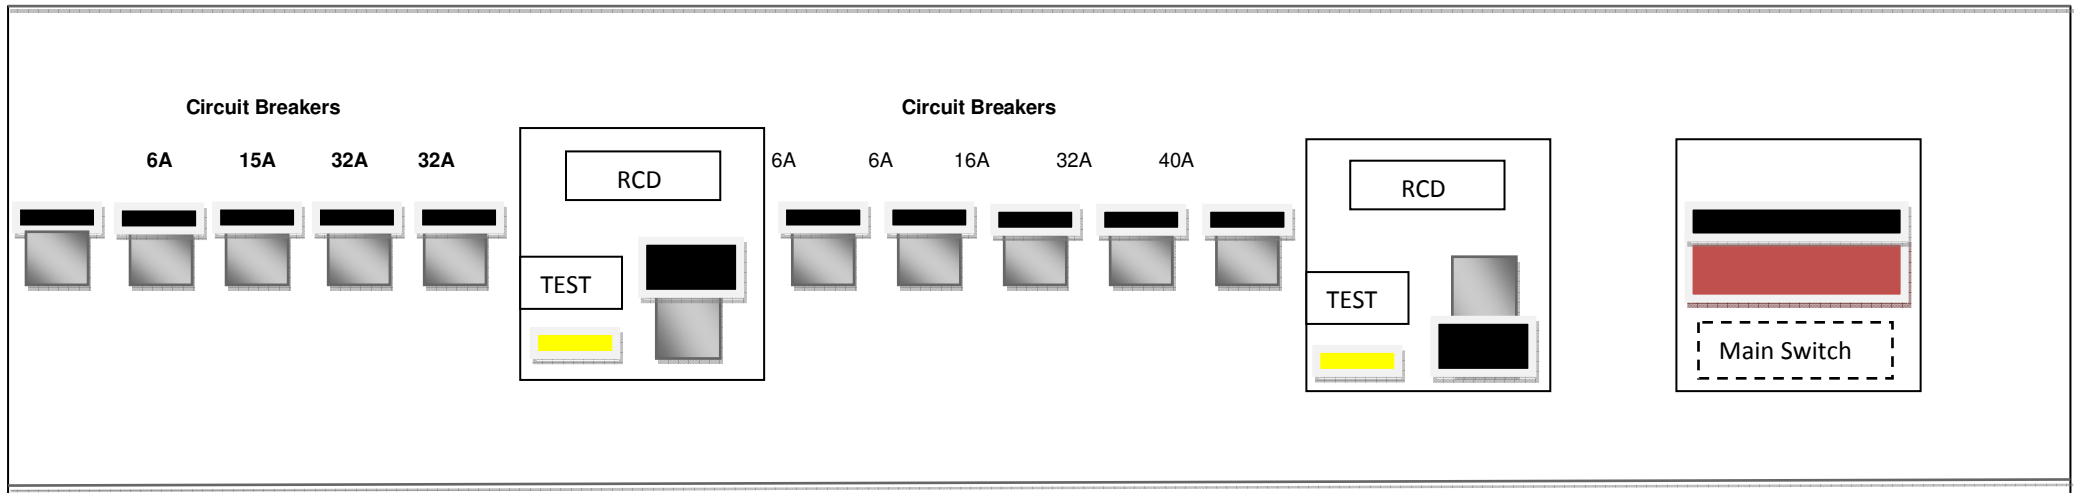 Circuit Breakers
6A 15A 32A 32A
RCD
TEST
Circuit Breakers
6A 6A 16A 32A 40A
RCD
TEST
Main Switch